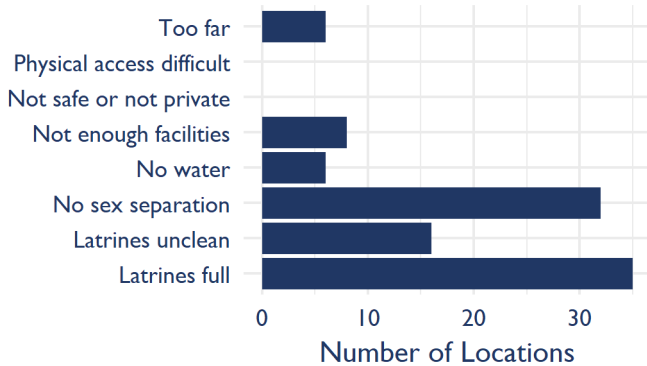 Too far
Physical access difficult
Not safe or not private
Not enough facilities
No water
No sex separation
Latrines unclean
Latrines full
0 10 20 30
Number of Locations